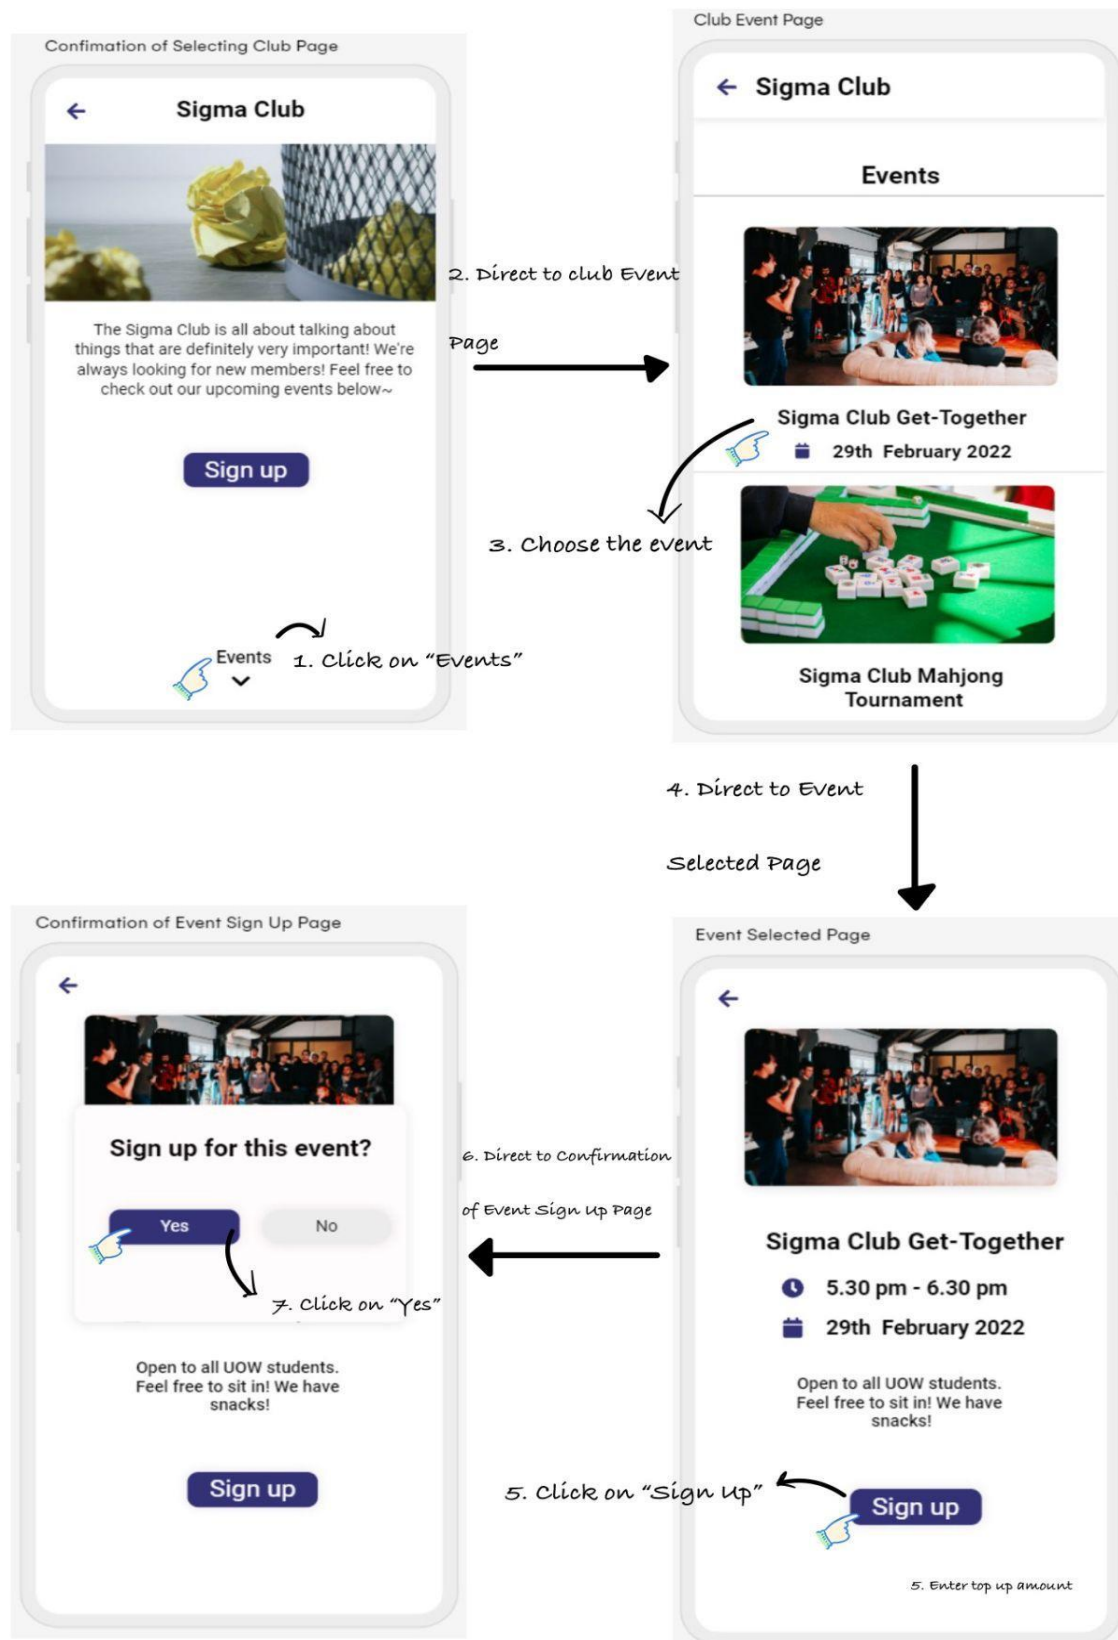 Confimation of Selecting Club Page
Sigma Club
The Sigma Club is all about talking about
things that are definitely very important! We're
always looking for new members! Feel free to
check out our upcoming events below~
Sign up
Events
1. Click on "Events"
2. Direct to club Event
Page
Club Event Page
Sigma Club
Events
Sigma Club Get-Together
29th February 2022
3. Choose the event
Sigma Club Mahjong
Tournament
4. Direct to Event
Selected Page
Event Selected Page
Sigma Club Get-Together
5.30 pm - 6.30 pm
29th February 2022
Open to all UOW students.
Feel free to sit in! We have
snacks!
5. Click on "Sign Up"
Sign up
5. Enter top up amount
6. Direct to Confirmation
of Event Sign Up Page
Confirmation of Event Sign Up Page
Sign up for this event?
Yes
No
7. Click on "Yes"
Open to all UOW students.
Feel free to sit in! We have
snacks!
Sign up